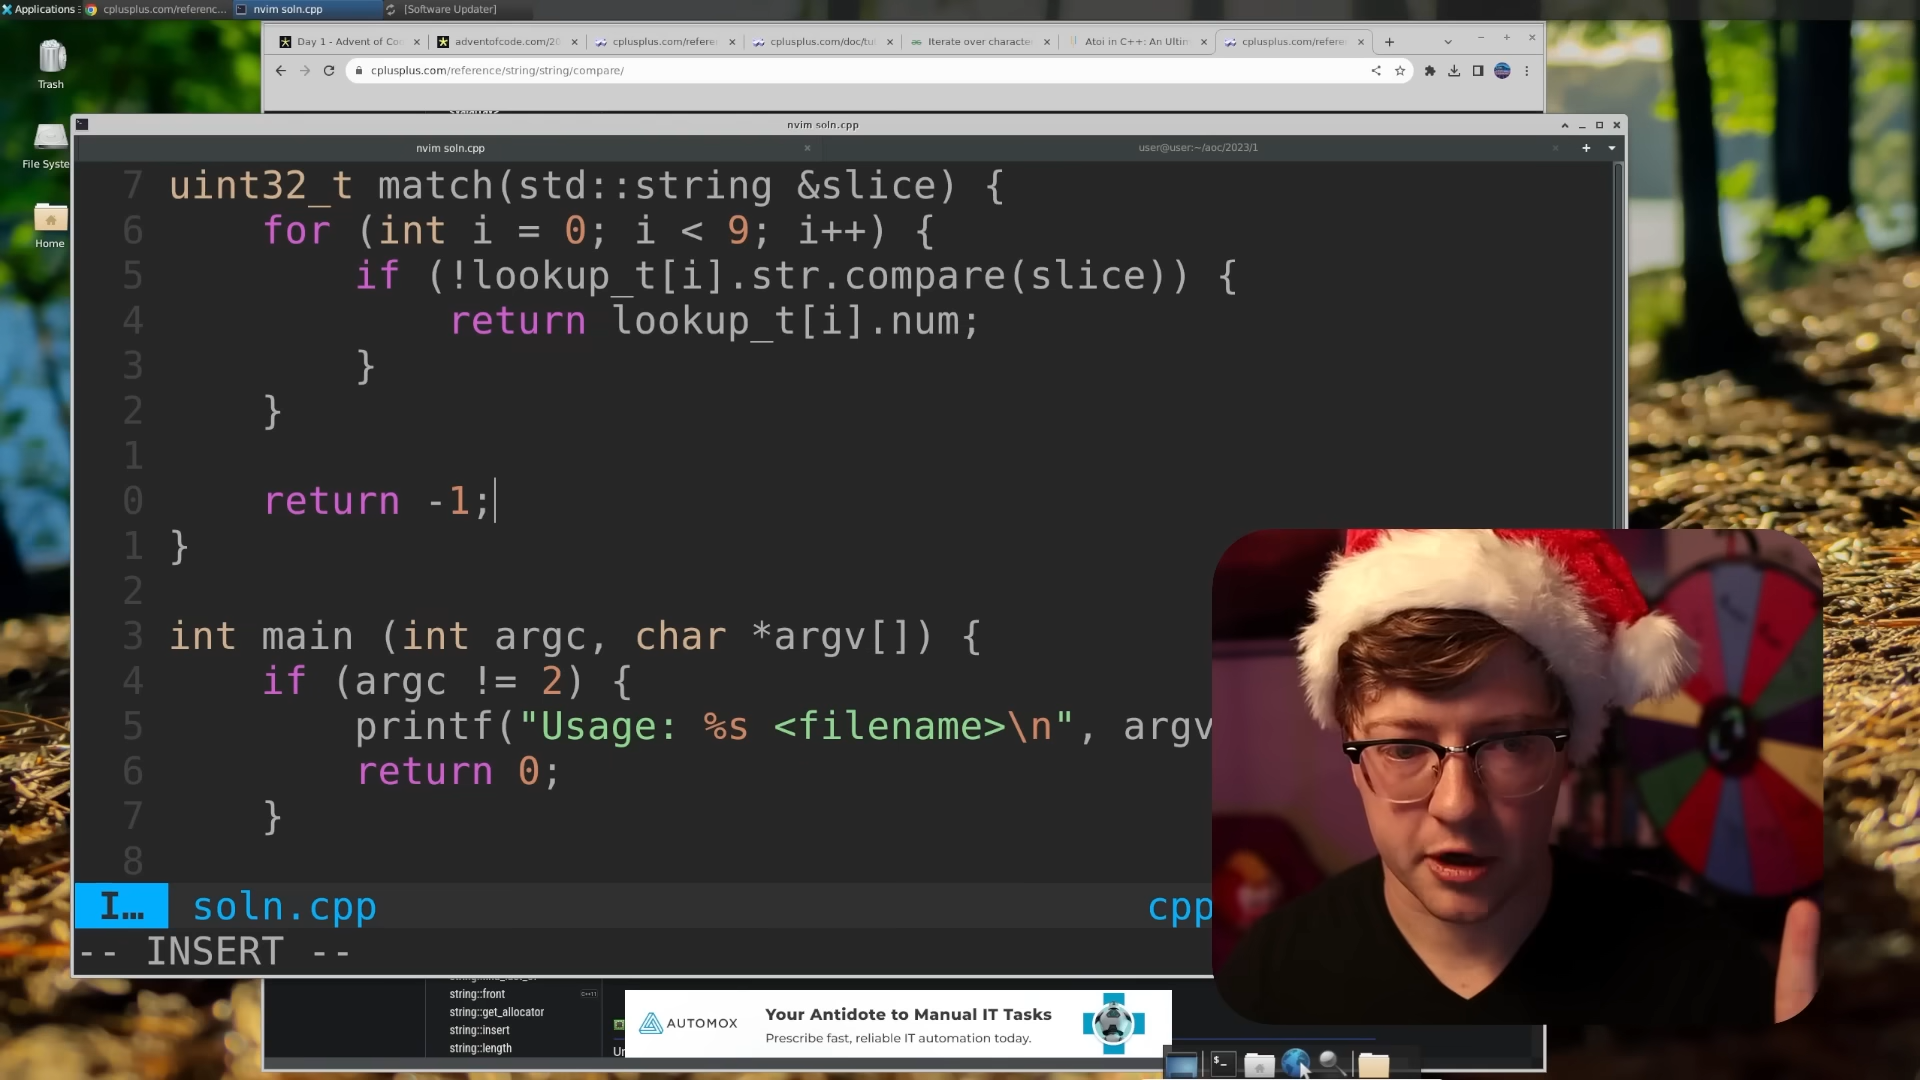 Applications
cplusplus.com/referenc...
nvim soln.cpp
[Software Updater]
Day 1 - Advent of Co
adventofcode.com/20
cplusplus.com/refere
cplusplus.com/doc/tu
Iterate over characte
Atoi in C++: An Ultim
cplusplus.com/refere
cplusplus.com/reference/string/string/compare/
Trash
File Syste
Home
nvim soln.cpp
nvim soln.cpp
user@user:~/aoc/2023/1
7 uint32_t match(std::string &slice) {
6 for (int i = 0; i < 9; i++) {
5 if (!lookup_t[i].str.compare(slice)) {
4 return lookup_t[i].num;
3 }
2 }
1
0 return -1;
1 }
2
3 int main (int argc, char *argv[]) {
4 if (argc != 2) {
5 printf("Usage: %s <filename>\n", argv
6 return 0;
7 }
8
I... soln.cpp cpp
-- INSERT --
string::front
string::get_allocator
string::insert
string::length
AUTOMOX
Your Antidote to Manual IT Tasks
Prescribe fast, reliable IT automation today.